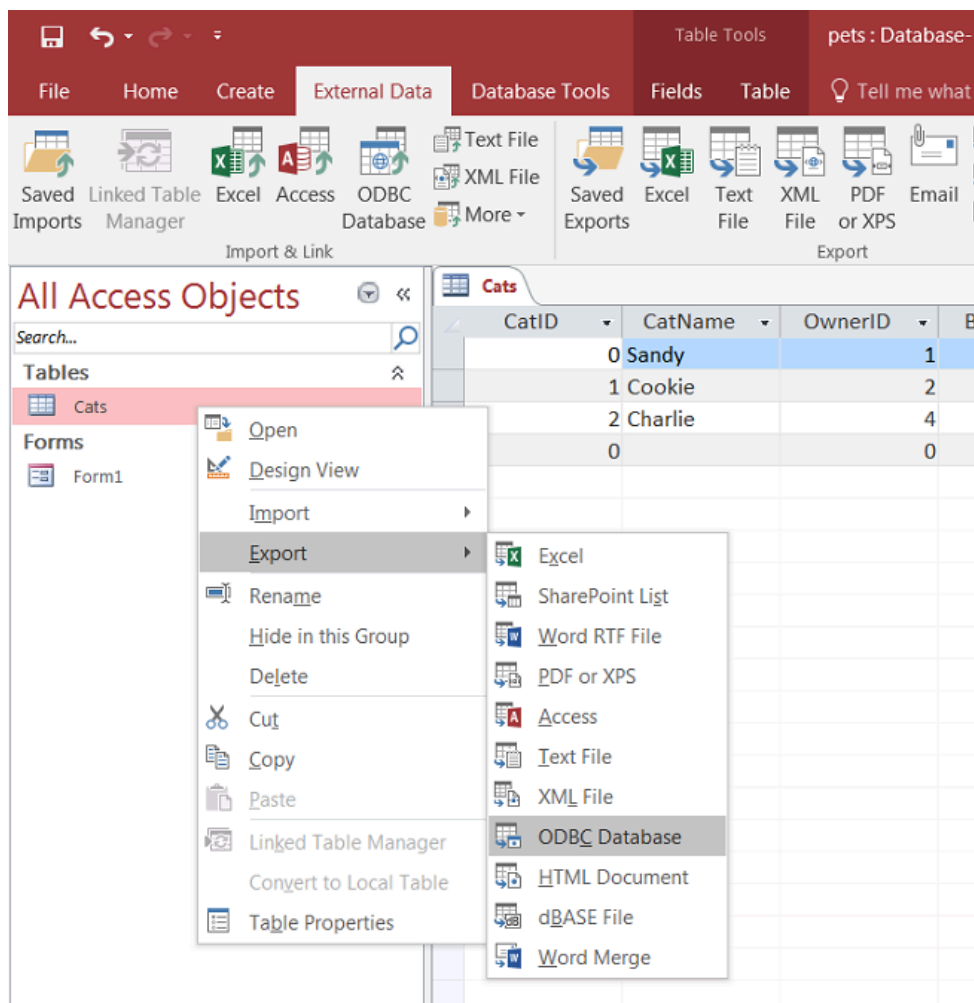 Table Tools
pets : Database-
File Home Create External Data Database Tools Fields Table Tell me what
Saved Imports
Linked Table Manager
Excel
Access
ODBC Database
Text File
XML File
More
Saved Exports
Excel
Text File
XML File
PDF or XPS
Email
Import & Link
Export
All Access Objects
Search...
Tables
Cats
Forms
Form1
Cats
CatID CatName OwnerID B
0 Sandy 1
1 Cookie 2
2 Charlie 4
0 0
Open
Design View
Import
Export
Rename
Hide in this Group
Delete
Cut
Copy
Paste
Linked Table Manager
Convert to Local Table
Table Properties
Excel
SharePoint List
Word RTF File
PDF or XPS
Access
Text File
XML File
ODBC Database
HTML Document
dBASE File
Word Merge